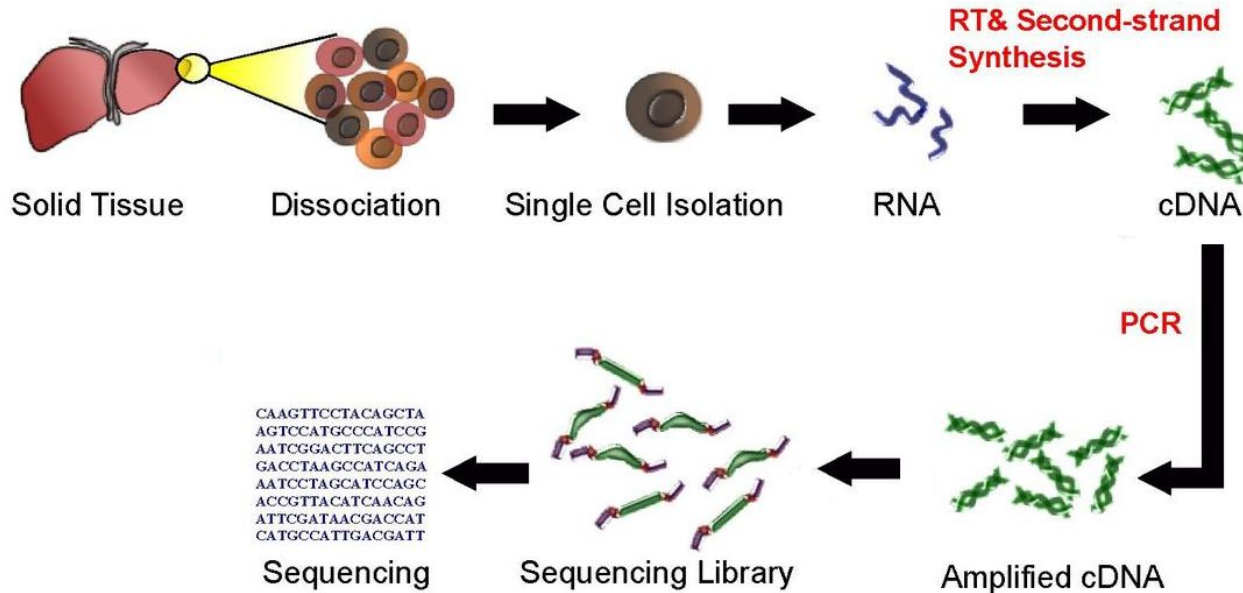 RT& Second-strand
Synthesis
Solid Tissue
Dissociation
Single Cell Isolation
RNA
cDNA
PCR
CAAGTTCCTACAGCTA
AGTCCATGCCCATCCG
AATCGGACTTCAGCCT
GACCTAAGCCATCAGA
AATCCTAGCATCCAGC
ACCGTTACATCAACAG
ATTCGATAACGACCAT
CATGCCATTGACGATT
Sequencing
Sequencing Library
Amplified cDNA